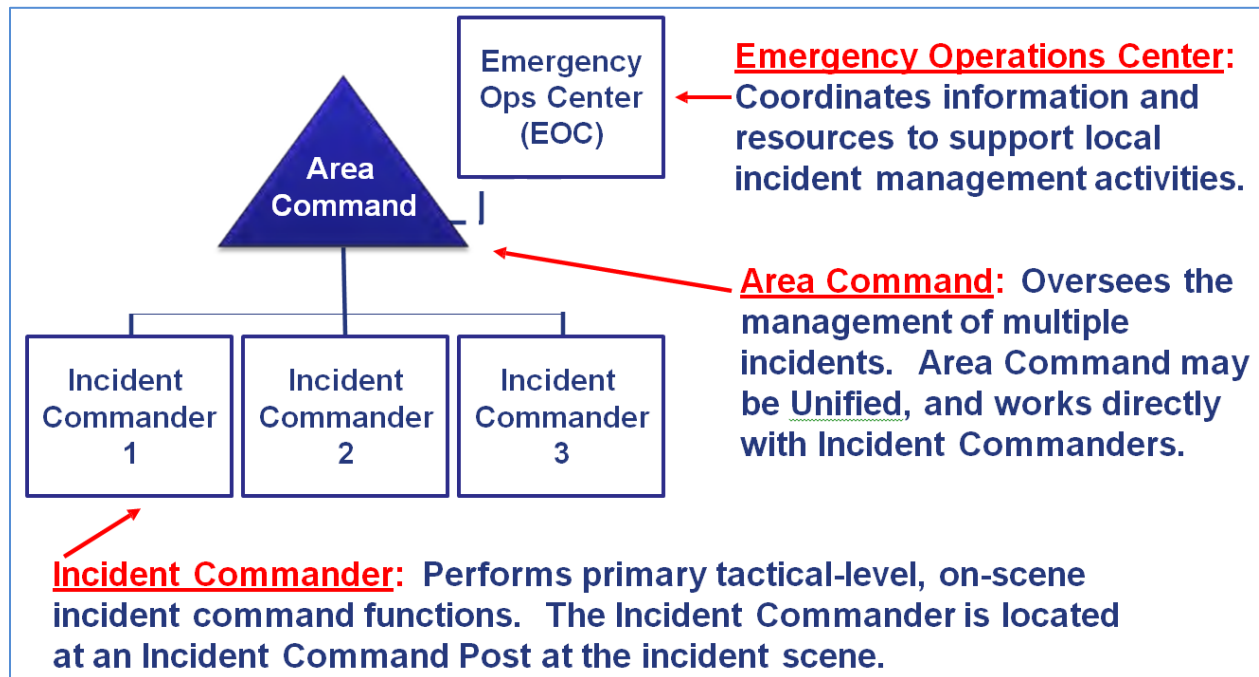 Emergency
Ops Center
(EOC)
Emergency Operations Center:
Coordinates information and
resources to support local
incident management activities.
Area
Command
Area Command: Oversees the
management of multiple
incidents. Area Command may
be Unified, and works directly
with Incident Commanders.
Incident
Commander
1
Incident
Commander
2
Incident
Commander
3
Incident Commander: Performs primary tactical-level, on-scene
incident command functions. The Incident Commander is located
at an Incident Command Post at the incident scene.